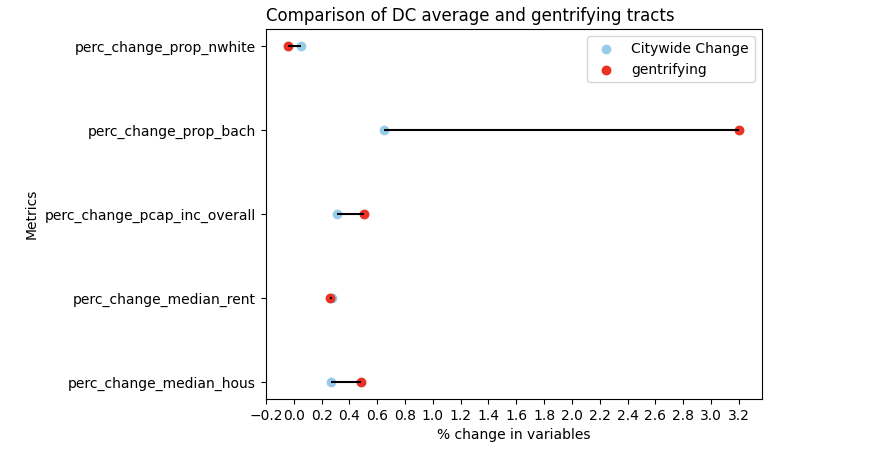 Comparison of DC average and gentrifying tracts
perc_change_prop_nwhite
Citywide Change
gentrifying
perc_change_prop_bach
Metrics
perc_change_pcap_inc_overall
perc_change_median_rent
perc_change_median_hous
−0.2 0.0 0.2 0.4 0.6 0.8 1.0 1.2 1.4 1.6 1.8 2.0 2.2 2.4 2.6 2.8 3.0 3.2
% change in variables